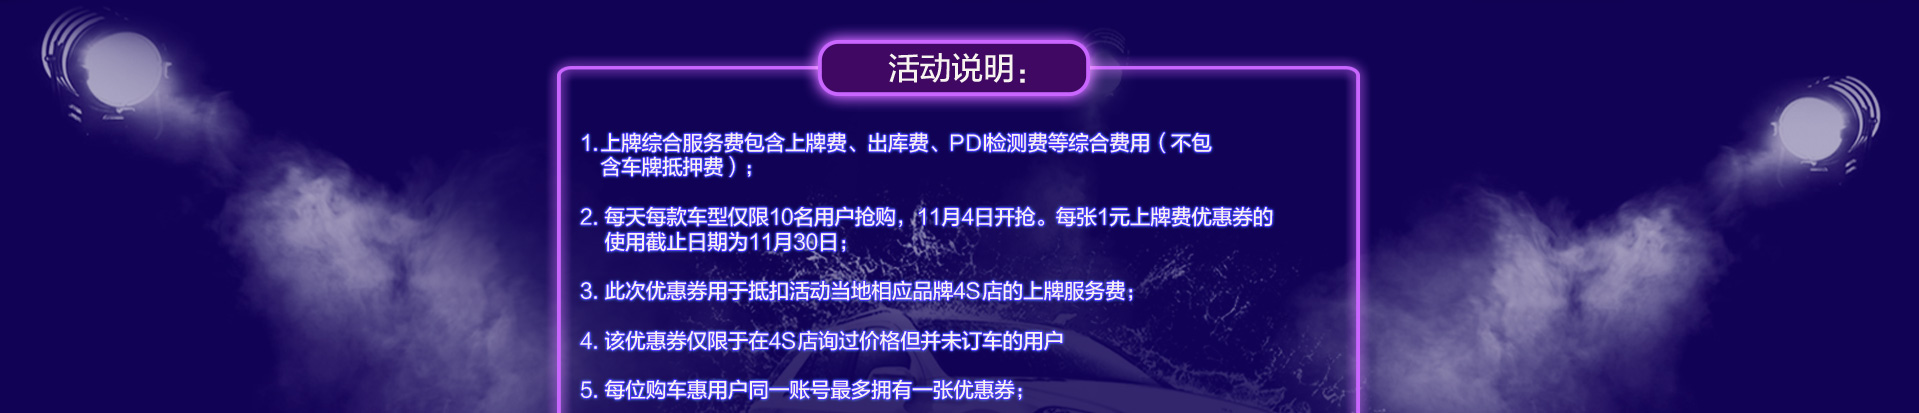 活动说明：
1.上牌综合服务费包含上牌费、出库费、PDI检测费等综合费用（不包
含车牌抵押费）；
2. 每天每款车型仅限10名用户抢购，11月4日开抢。每张1元上牌费优惠券的
使用截止日期为11月30日；
3. 此次优惠券用于抵扣活动当地相应品牌4S店的上牌服务费；
4. 该优惠券仅限于在4S店询过价格但并未订车的用户
5. 每位购车惠用户同一账号最多拥有一张优惠券；